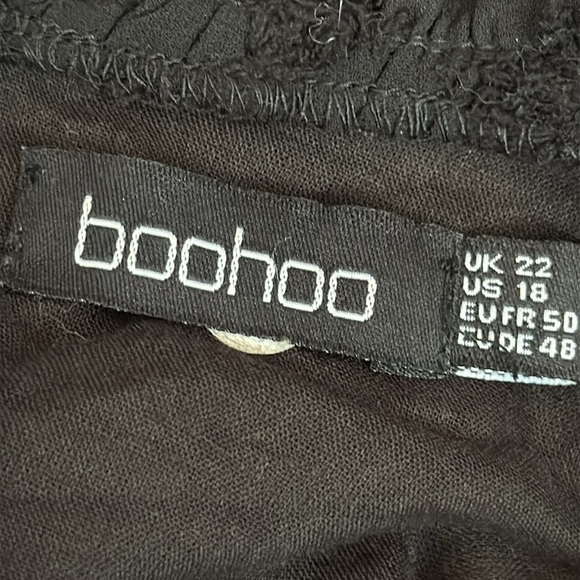 boohoo
UK 22
US 18
EU FR 50
EU DE 48